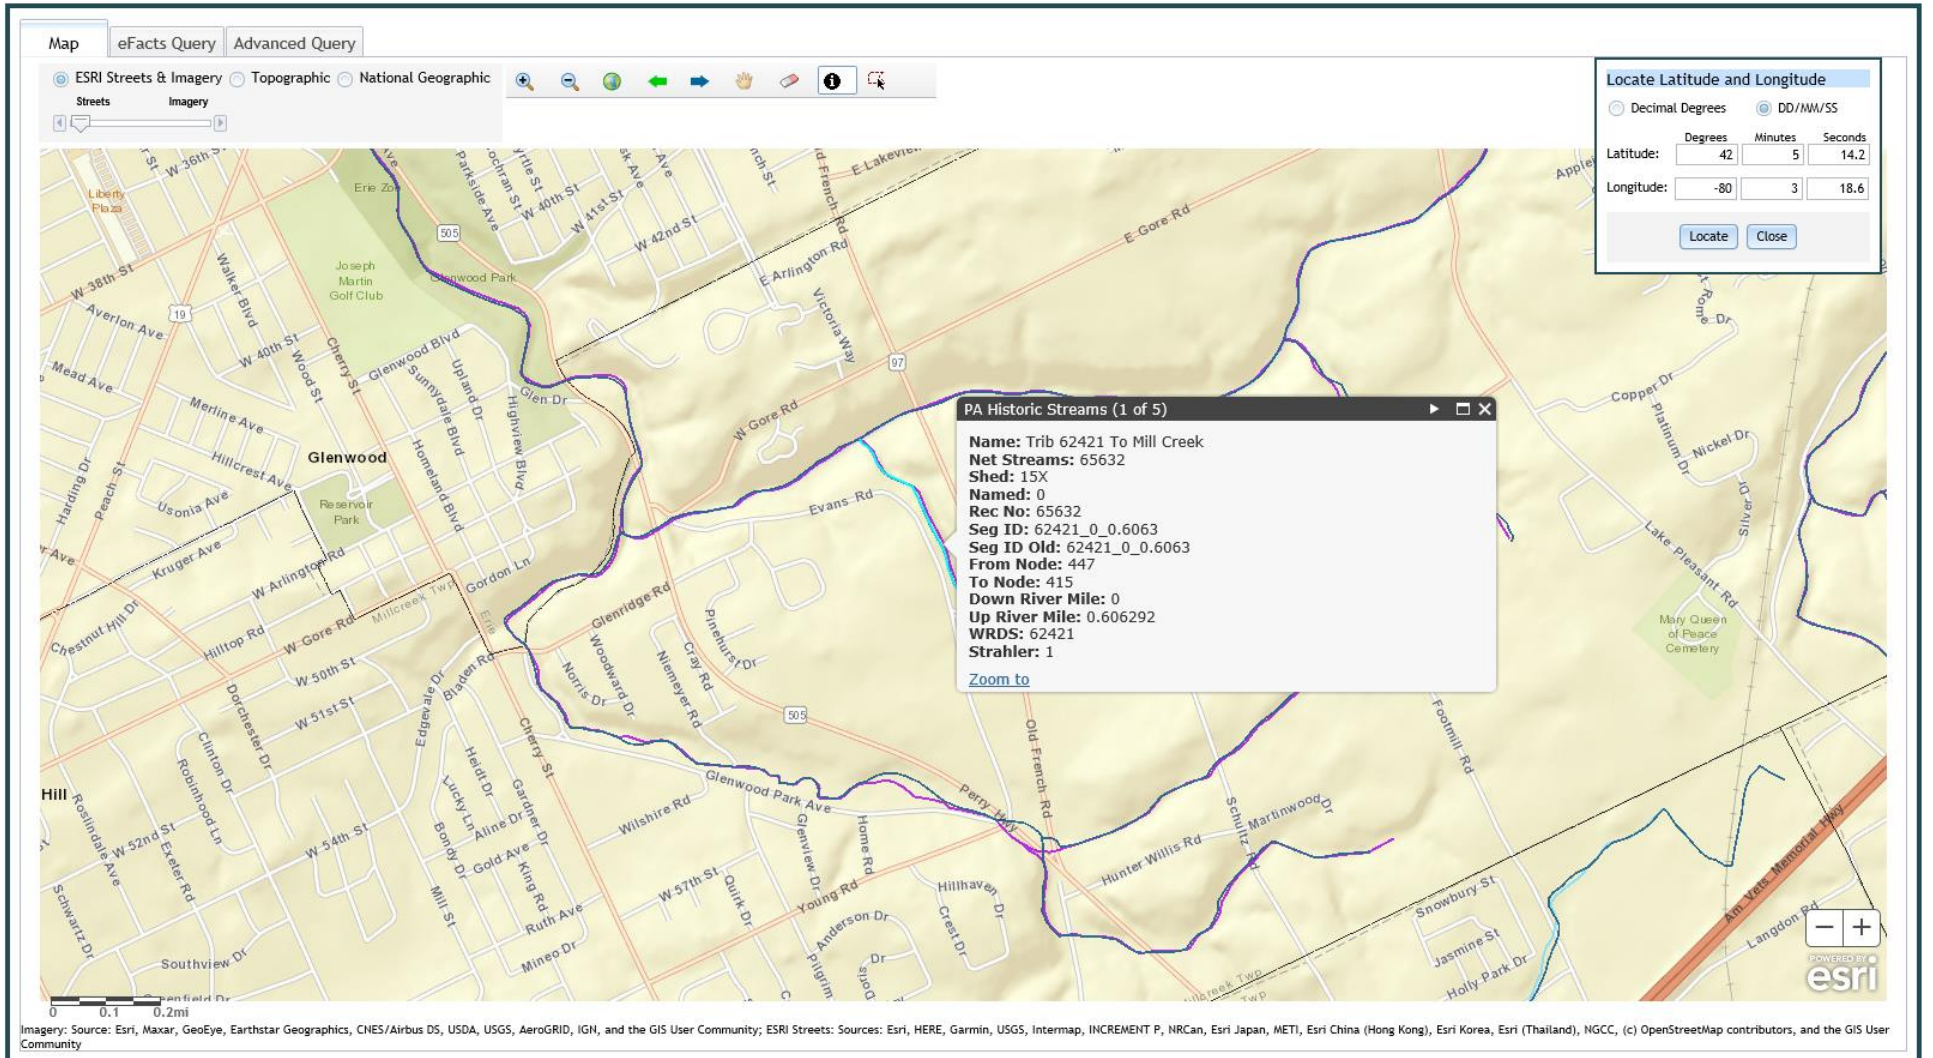 Map
eFacts Query
Advanced Query
ESRI Streets & Imagery
Topographic
National Geographic
Streets
Imagery
Locate Latitude and Longitude
Decimal Degrees
DD/MM/SS
Degrees
Minutes
Seconds
Latitude:
42
5
14.2
Longitude:
-80
3
18.6
Locate
Close
W 36th S
Parkside Ave
W 40th St
W 41st St
W 42nd St
E Gore Rd
Liberty
Plaza
Erie Zoo
505
Glenwood Park
E Arlington Rd
Joseph
Martin
Golf Club
W 38th St
Walker Blvd
Averlon Ave
19
W 40th St
Wood St
Cherry St
Glenwood Blvd
Victoria Way
97
Mead Ave
Merline Ave
Sunnydale Blvd
Upland Dr
Highview Blvd
Glen Dr
W Gore Rd
Copper Dr
Platinum Dr
Nickel Dr
Silver Dr
Glenwood
Homeland Blvd
Hillcrest Ave
Harding Dr
Peach St
Usonia Ave
Reservoir
Park
Evans Rd
PA Historic Streams (1 of 5)
Name: Trib 62421 To Mill Creek
Net Streams: 65632
Shed: 15X
Named: 0
Rec No: 65632
Seg ID: 62421_0_0.6063
Seg ID Old: 62421_0_0.6063
From Node: 447
To Node: 415
Down River Mile: 0
Up River Mile: 0.606292
WRDS: 62421
Strahler: 1
Zoom to
Kruger Ave
W Arlington Rd
Gordon Ln
Millcreek Twp
Erie
Glenridge Rd
Lake Pleasant Rd
Mary Queen
of Peace
Cemetery
Chestnut Hill Dr
Hilltop Rd
W Gore Rd
W 50th St
W 51st St
Bladen Rd
Edgevale Dr
Norris Dr
Woodward Dr
Niemeyer Rd
Cray Rd
Pinehurst Dr
505
Old French Rd
Footmill Rd
Dorchester Dr
Clinton Dr
Robinhood Ln
Cherry St
Heidt Dr
Lucky Ln
Gardner Dr
Hill
Roslindale Ave
W 52nd St
Exeter Rd
W 54th St
Bondy Dr
Aline Dr
Gold Ave
King Rd
Wilshire Rd
Glenwood Park Ave
Glenview Dr
Home Rd
Perry Hwy
Schultz Rd
Martinwood Dr
Hunter Willis Rd
Am Vets Memorial Hwy
Schwartz Dr
Mill St
Ruth Ave
Mineo Dr
W 57th St
Quirk Dr
Young Rd
Anderson Dr
Pilgrim
Doris
Dr
Hillhaven Dr
Crest Dr
Snowbury St
Jasmine St
Holly Park Dr
Langdon Rd
Southview Dr
Greenfield Dr
0
0.1
0.2mi
POWERED BY
esri
Imagery: Source: Esri, Maxar, GeoEye, Earthstar Geographics, CNES/Airbus DS, USDA, USGS, AeroGRID, IGN, and the GIS User Community; ESRI Streets: Sources: Esri, HERE, Garmin, USGS, Intermap, INCREMENT P, NRCan, Esri Japan, METI, Esri China (Hong Kong), Esri Korea, Esri (Thailand), NGCC, (c) OpenStreetMap contributors, and the GIS User
Community